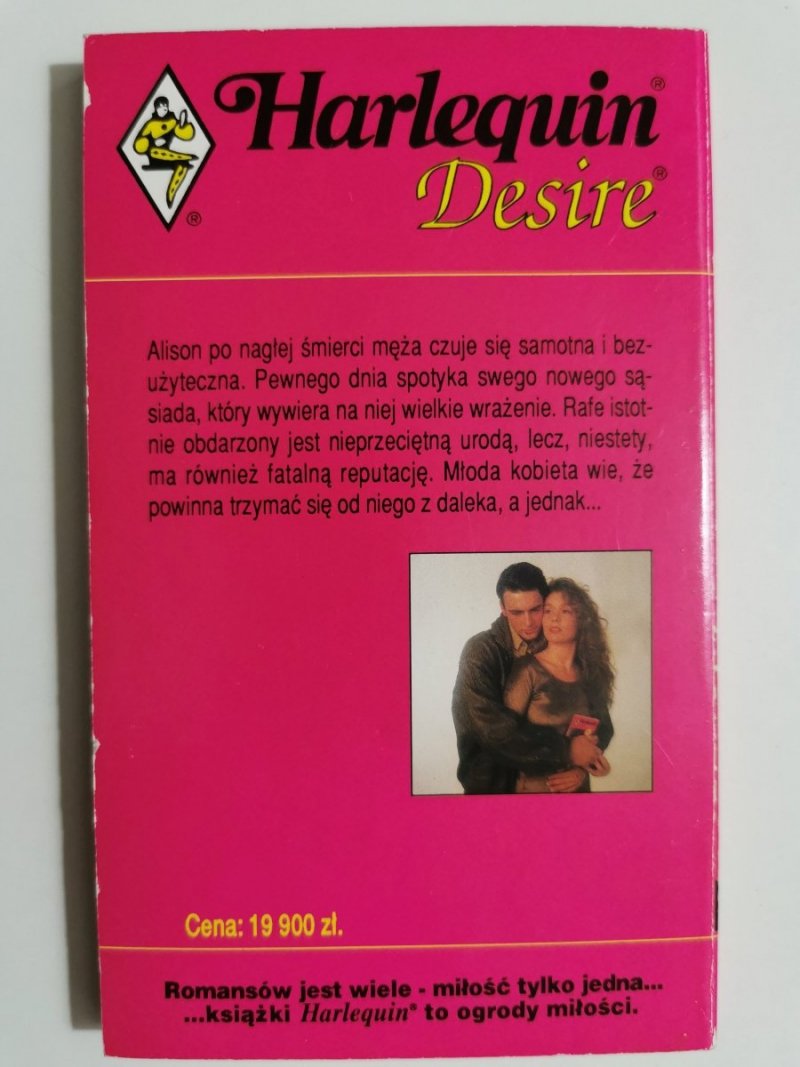 Harlequin®
Desire®
®
Alison po nagłej śmierci męża czuje się samotna i bez-
użyteczna. Pewnego dnia spotyka swego nowego są-
siada, który wywiera na niej wielkie wrażenie. Rafe istot-
nie obdarzony jest nieprzeciętną urodą, lecz, niestety,
ma również fatalną reputację. Młoda kobieta wie, że
powinna trzymać się od niego z daleka, a jednak...
Cena: 19 900 zł.
Romansów jest wiele - miłość tylko jedna...
...książki Harlequin® to ogrody miłości.